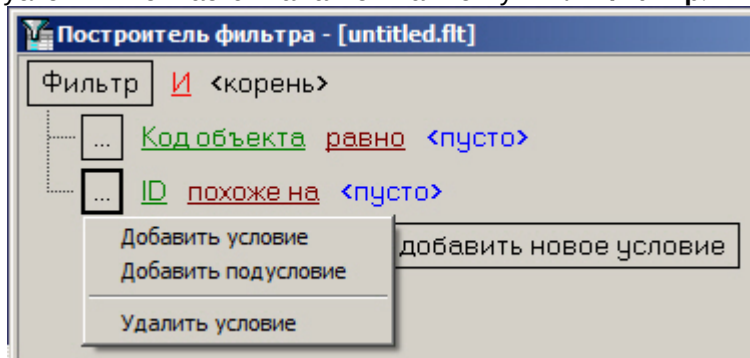 Построитель фильтра - [untitled.flt]
Фильтр И <корень>
... Код объекта равно <пусто>
... ID похоже на <пусто>
Добавить условие
добавить новое условие
Добавить подусловие
Удалить условие